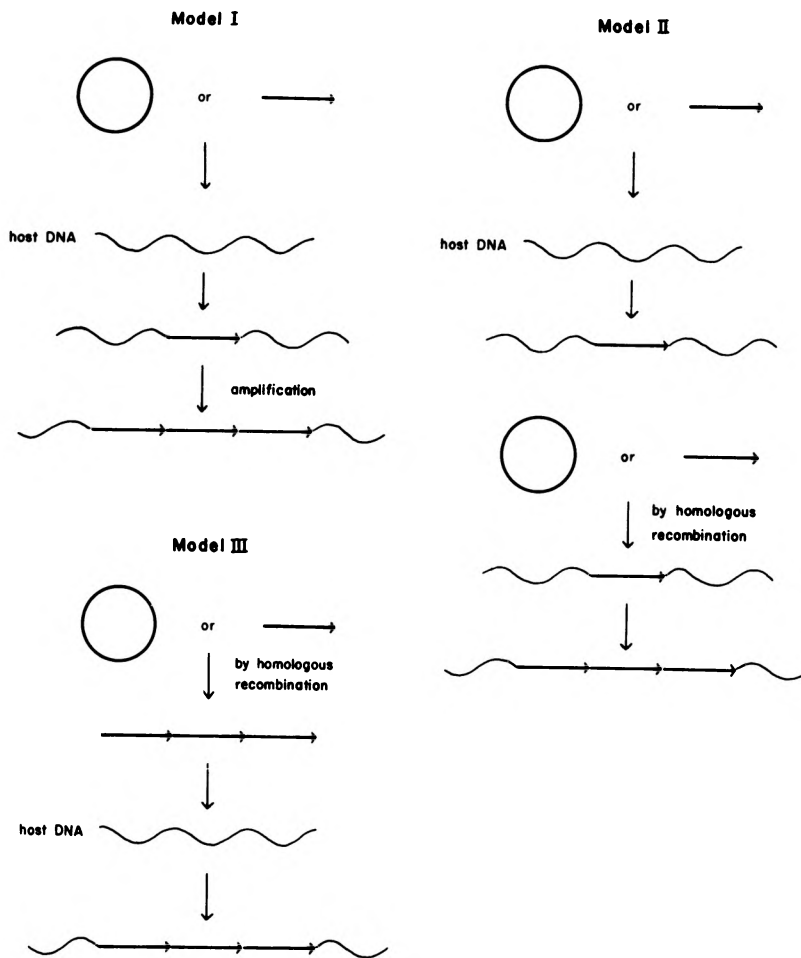 Model I
or
host DNA
amplification
Model II
or
host DNA
or
by homologous
recombination
Model III
or
by homologous
recombination
host DNA